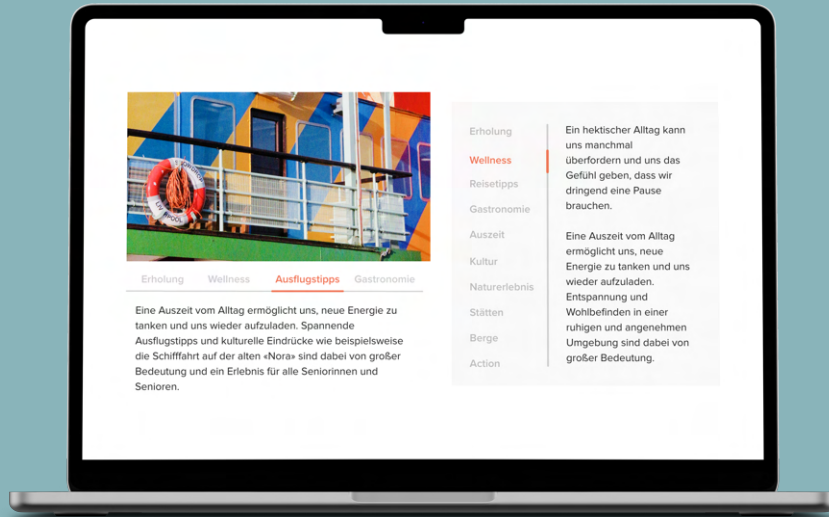 LIVERPOOL
Erholung
Wellness
Ausflugstipps
Gastronomie
Eine Auszeit vom Alltag ermöglicht uns, neue Energie zu
tanken und uns wieder aufzuladen. Spannende
Ausflugstipps und kulturelle Eindrücke wie beispielsweise
die Schifffahrt auf der alten «Nora» sind dabei von großer
Bedeutung und ein Erlebnis für alle Seniorinnen und
Senioren.
Erholung
Wellness
Reisetipps
Gastronomie
Auszeit
Kultur
Naturerlebnis
Stätten
Berge
Action
Ein hektischer Alltag kann
uns manchmal
überfordern und uns das
Gefühl geben, dass wir
dringend eine Pause
brauchen.
Eine Auszeit vom Alltag
ermöglicht uns, neue
Energie zu tanken und uns
wieder aufzuladen.
Entspannung und
Wohlbefinden in einer
ruhigen und angenehmen
Umgebung sind dabei von
großer Bedeutung.